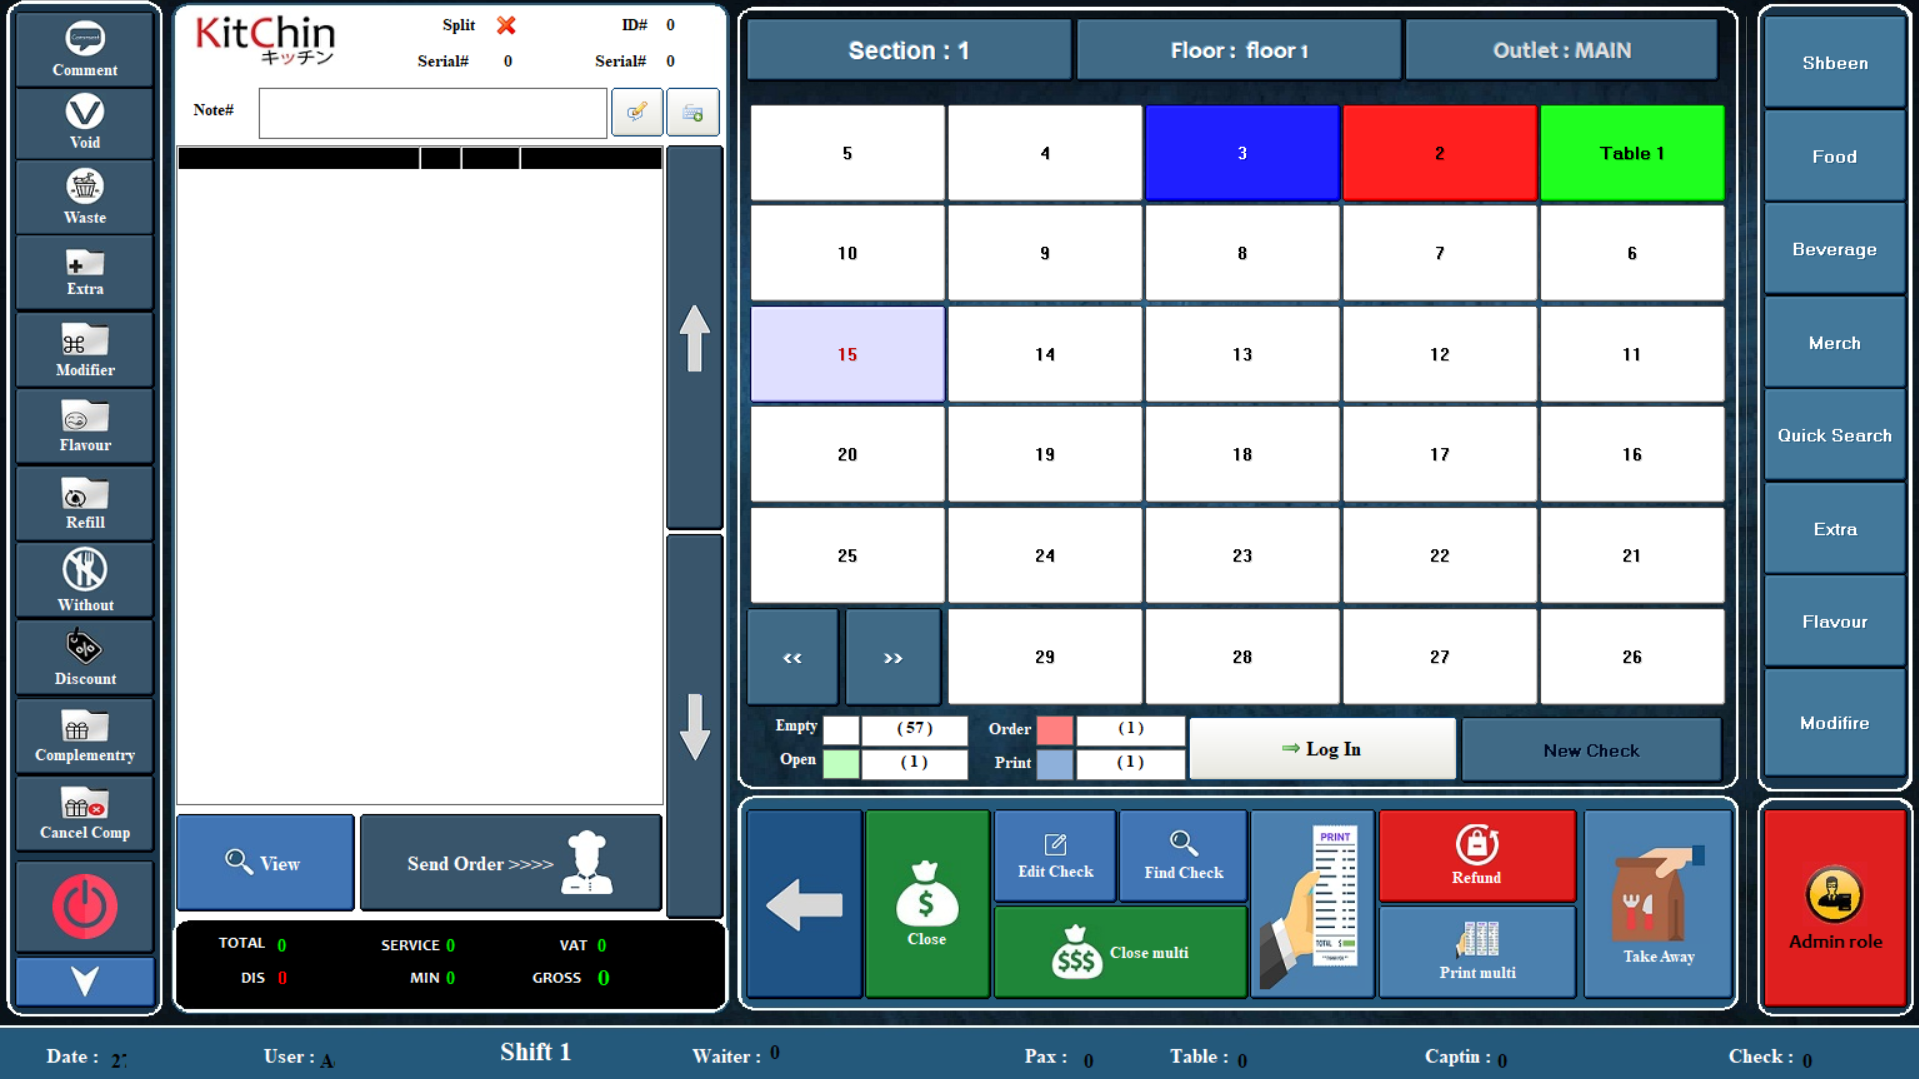 Comment
Void
Waste
Extra
Modifier
Flavour
Refill
Without
Discount
Complementry
Cancel Comp
KitChin
キッチン
Split
ID# 0
Serial# 0
Serial# 0
Note#
View
Send Order >>>>
TOTAL 0 SERVICE 0 VAT 0
DIS 0 MIN 0 GROSS 0
Section : 1
Floor : floor 1
Outlet : MAIN
5 4 3 2 Table 1
10 9 8 7 6
15 14 13 12 11
20 19 18 17 16
25 24 23 22 21
<< >> 29 28 27 26
Empty (57) Order (1)
Open (1) Print (1)
Log In
New Check
Close
Edit Check
Find Check
Close multi
PRINT
TOTAL $
Refund
Print multi
Take Away
Shbeen
Food
Beverage
Merch
Quick Search
Extra
Flavour
Modifire
Admin role
Date : User : Shift 1 Waiter : 0 Pax : 0 Table : 0 Captin : 0 Check : 0